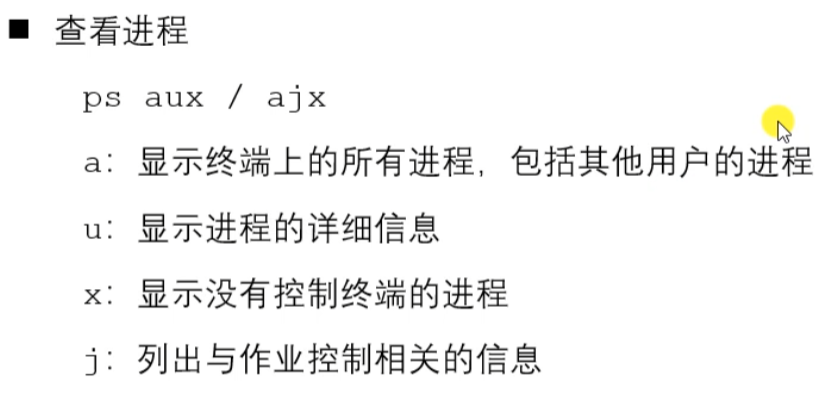 ■ 查看进程
ps aux / ajx
a：显示终端上的所有进程，包括其他用户的进程
u：显示进程的详细信息
x：显示没有控制终端的进程
j：列出与作业控制相关的信息